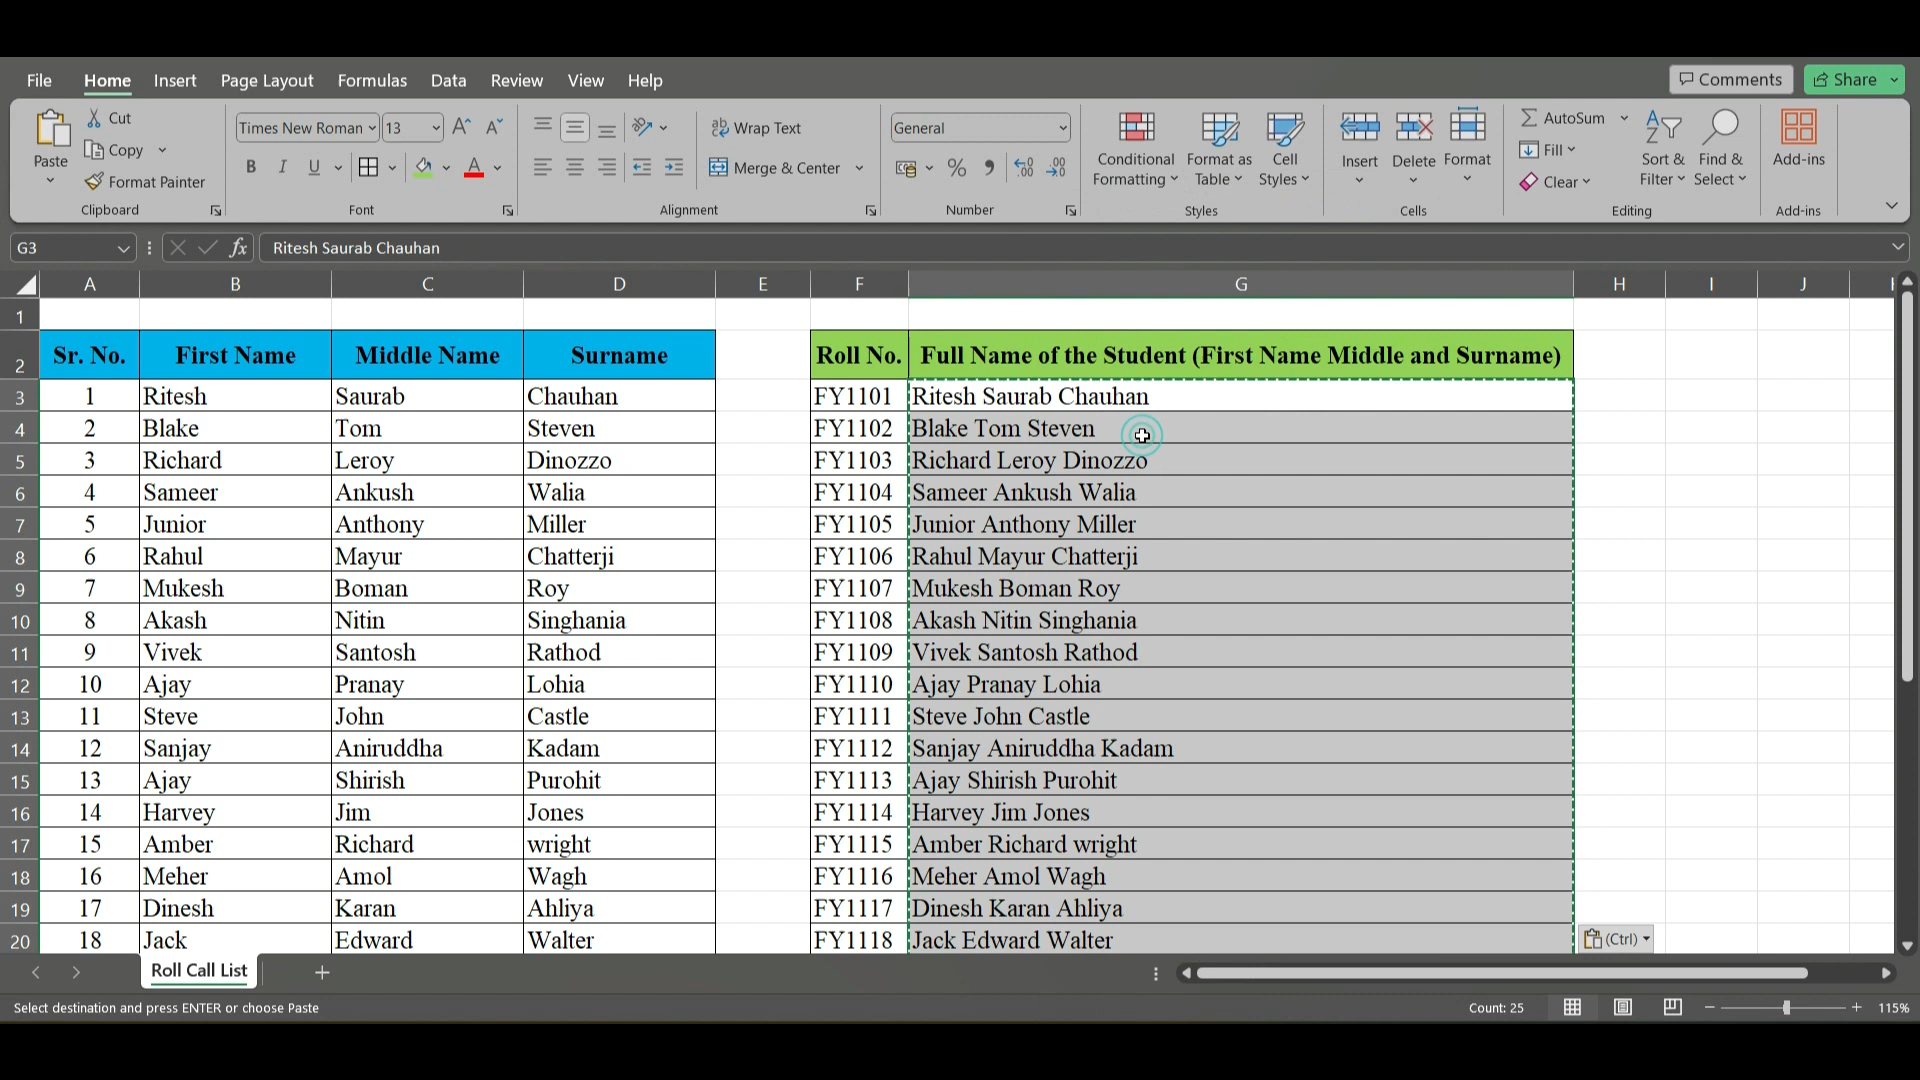 File Home Insert Page Layout Formulas Data Review View Help Comments Share
Paste Cut Copy Format Painter Clipboard
Times New Roman 13 B I U A Font
Wrap Text Merge & Center Alignment
General % Number
Conditional Formatting Format as Table Cell Styles Styles
Insert Delete Format Cells
AutoSum Fill Clear Sort & Filter Find & Select Editing
Add-ins Add-ins
G3 fx Ritesh Saurab Chauhan
A B C D E F G H I J
1
2 Sr. No. First Name Middle Name Surname Roll No. Full Name of the Student (First Name Middle and Surname)
3 1 Ritesh Saurab Chauhan FY1101 Ritesh Saurab Chauhan
4 2 Blake Tom Steven FY1102 Blake Tom Steven
5 3 Richard Leroy Dinozzo FY1103 Richard Leroy Dinozzo
6 4 Sameer Ankush Walia FY1104 Sameer Ankush Walia
7 5 Junior Anthony Miller FY1105 Junior Anthony Miller
8 6 Rahul Mayur Chatterji FY1106 Rahul Mayur Chatterji
9 7 Mukesh Boman Roy FY1107 Mukesh Boman Roy
10 8 Akash Nitin Singhania FY1108 Akash Nitin Singhania
11 9 Vivek Santosh Rathod FY1109 Vivek Santosh Rathod
12 10 Ajay Pranay Lohia FY1110 Ajay Pranay Lohia
13 11 Steve John Castle FY1111 Steve John Castle
14 12 Sanjay Aniruddha Kadam FY1112 Sanjay Aniruddha Kadam
15 13 Ajay Shirish Purohit FY1113 Ajay Shirish Purohit
16 14 Harvey Jim Jones FY1114 Harvey Jim Jones
17 15 Amber Richard wright FY1115 Amber Richard wright
18 16 Meher Amol Wagh FY1116 Meher Amol Wagh
19 17 Dinesh Karan Ahliya FY1117 Dinesh Karan Ahliya
20 18 Jack Edward Walter FY1118 Jack Edward Walter (Ctrl)
Roll Call List
Select destination and press ENTER or choose Paste Count: 25 115%